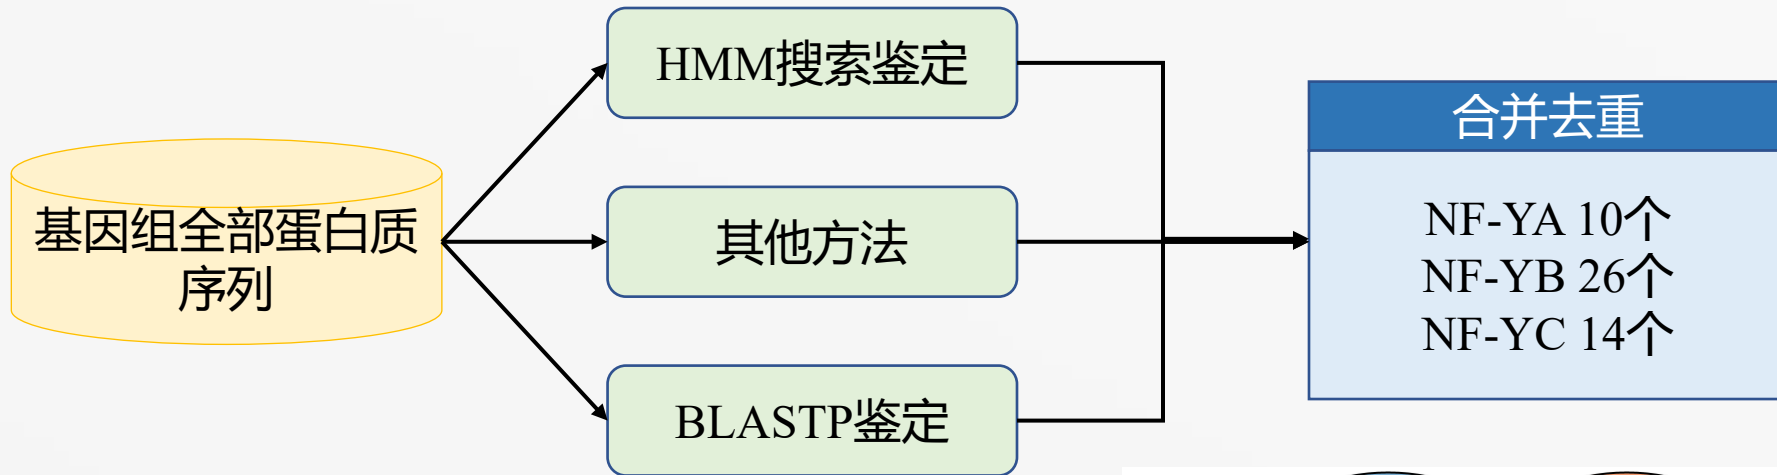 基因组全部蛋白质
序列
HMM搜索鉴定
其他方法
BLASTP鉴定
合并去重
NF-YA 10个
NF-YB 26个
NF-YC 14个